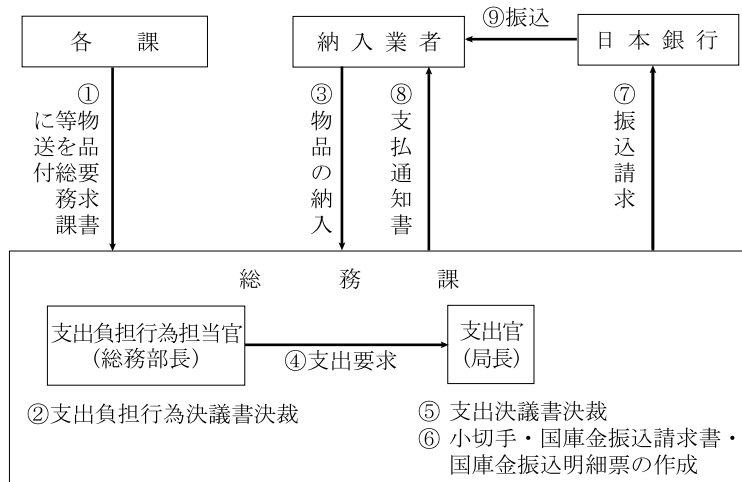 各課
納入業者
日本銀行
⑨振込
①
物品要求書
等を総務課
に送付
③物品の納入
⑧支払通知書
⑦振込請求
総務課
支出負担行為担当官
（総務部長）
④支出要求
支出官
（局長）
②支出負担行為決議書決裁
⑤ 支出決議書決裁
⑥ 小切手・国庫金振込請求書・
国庫金振込明細票の作成